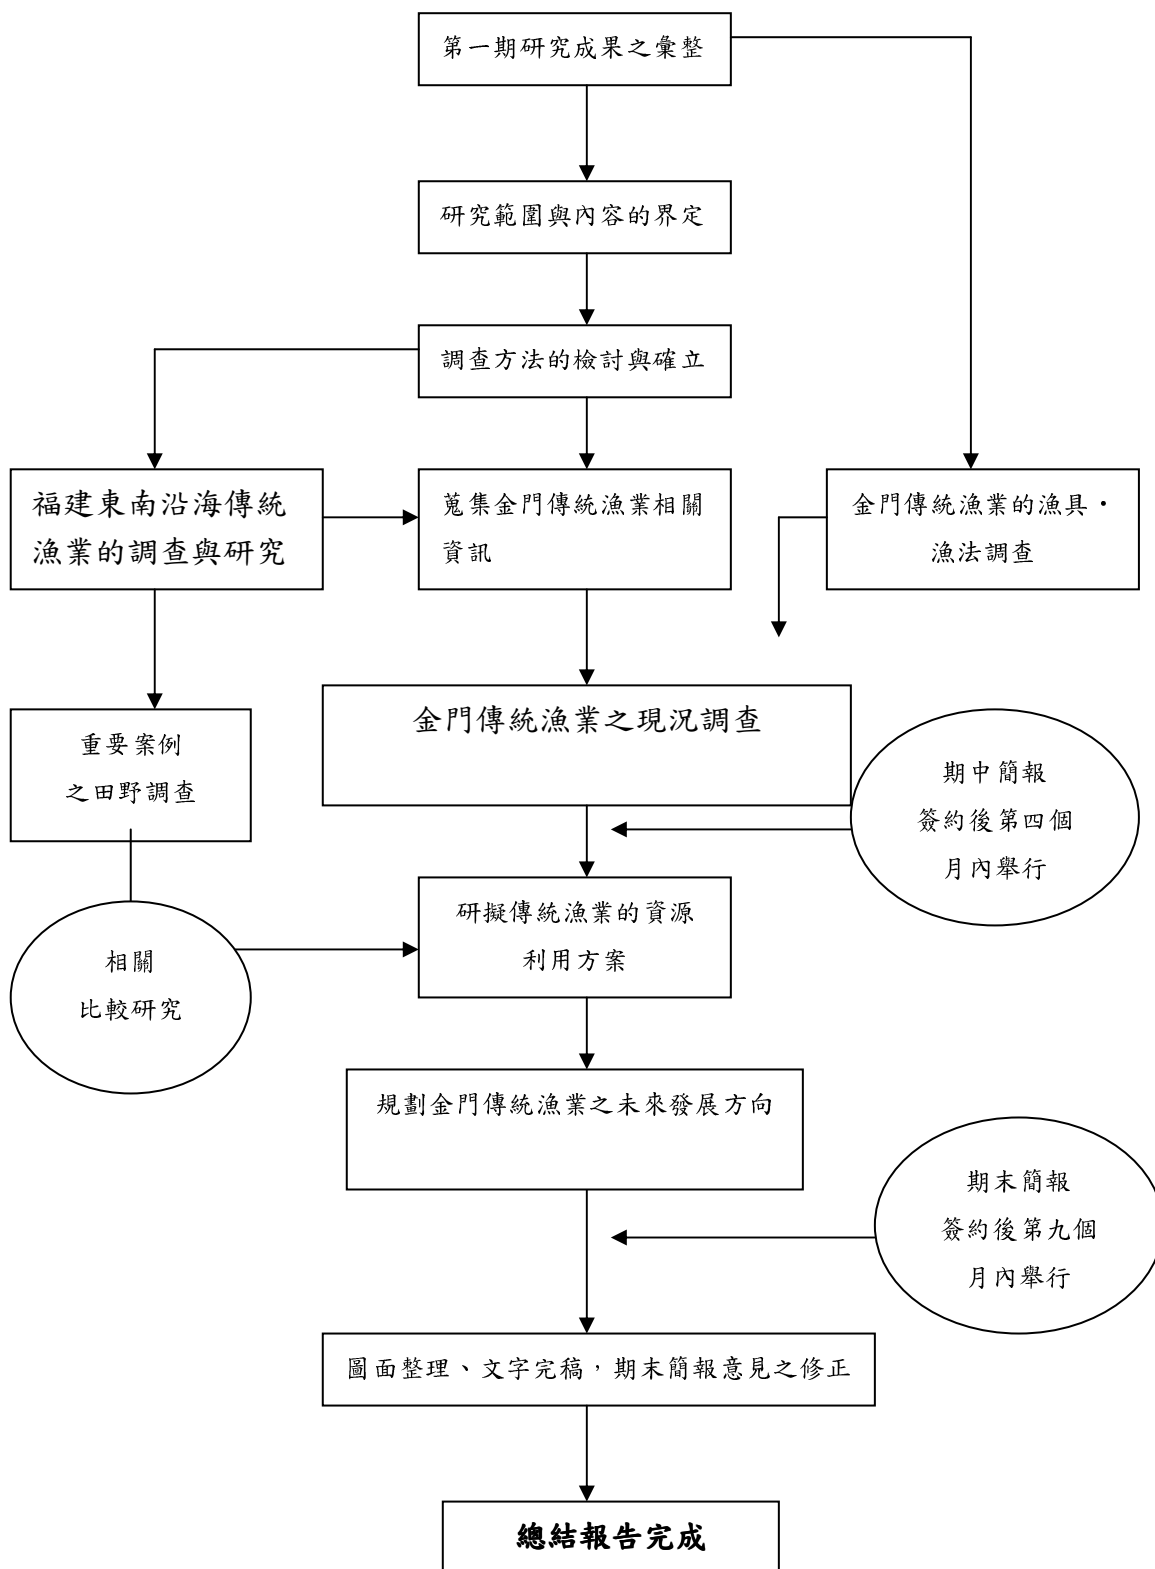 第一期研究成果之彙整
研究範圍與內容的界定
調查方法的檢討與確立
福建東南沿海傳統
漁業的調查與研究
蒐集金門傳統漁業相關
資訊
金門傳統漁業的漁具・
漁法調查
金門傳統漁業之現況調查
重要案例
之田野調查
期中簡報
簽約後第四個
月內舉行
研擬傳統漁業的資源
利用方案
相關
比較研究
規劃金門傳統漁業之未來發展方向
期末簡報
簽約後第九個
月內舉行
圖面整理、文字完稿，期末簡報意見之修正
總結報告完成